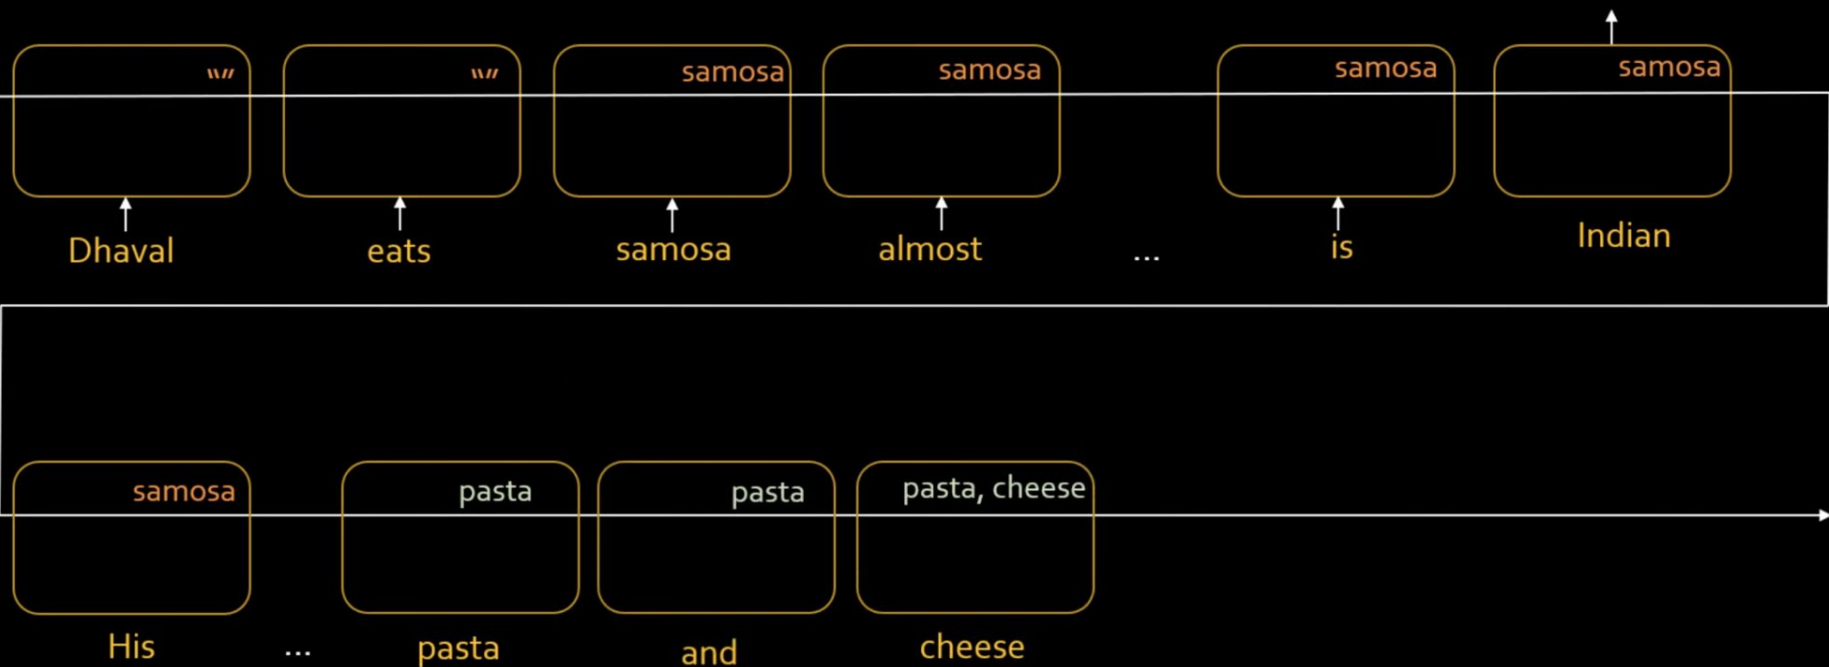 "" "" samosa samosa samosa samosa
Dhaval eats samosa almost ... is Indian
samosa pasta pasta pasta, cheese
His ... pasta and cheese